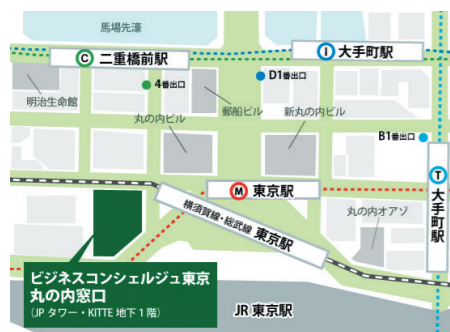 馬場先濠
C 二重橋前駅
I 大手町駅
4番出口
D1番出口
明治生命館
郵船ビル
丸の内ビル
新丸の内ビル
B1番出口
T 大手町駅
M 東京駅
横須賀線・総武線 東京駅
丸の内オアゾ
ビジネスコンシェルジュ東京
丸の内窓口
(JP タワー・KITTE 地下 1 階)
JR 東京駅